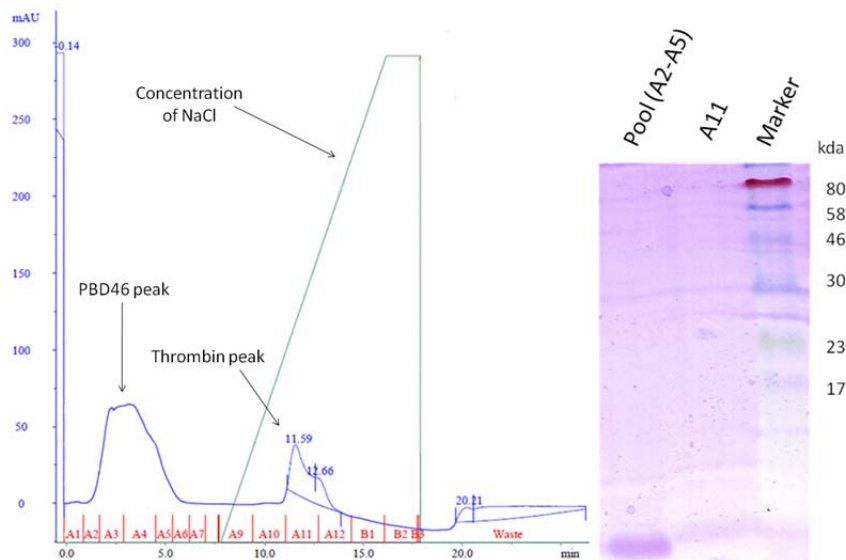 mAU
300
250
200
150
100
50
0
-0.14
Concentration
of NaCl
PBD46 peak
Thrombin peak
11.59
12.66
20.21
A1 A2 A3 A4 A5 A6 A7 A9 A10 A11 A12 B1 B2 B3 Waste
0.0 5.0 10.0 15.0 20.0 min
Pool (A2-A5)
A11
Marker
kda
80
58
46
30
23
17